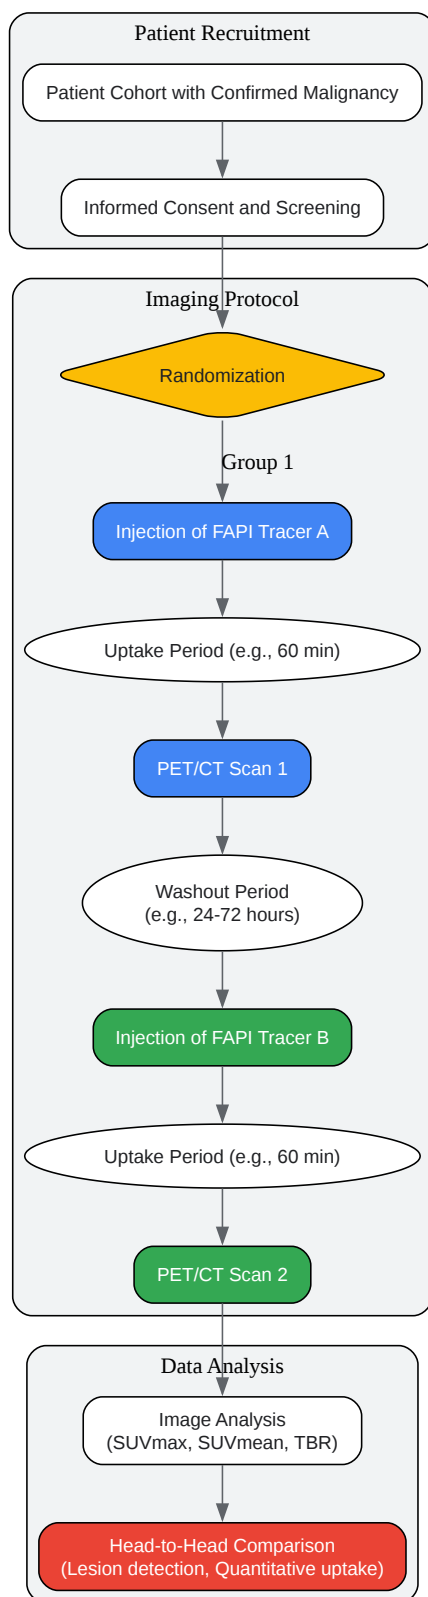 Patient Recruitment
Patient Cohort with Confirmed Malignancy
Informed Consent and Screening
Imaging Protocol
Randomization
Group 1
Injection of FAPI Tracer A
Uptake Period (e.g., 60 min)
PET/CT Scan 1
Washout Period
(e.g., 24-72 hours)
Injection of FAPI Tracer B
Uptake Period (e.g., 60 min)
PET/CT Scan 2
Data Analysis
Image Analysis
(SUVmax, SUVmean, TBR)
Head-to-Head Comparison
(Lesion detection, Quantitative uptake)